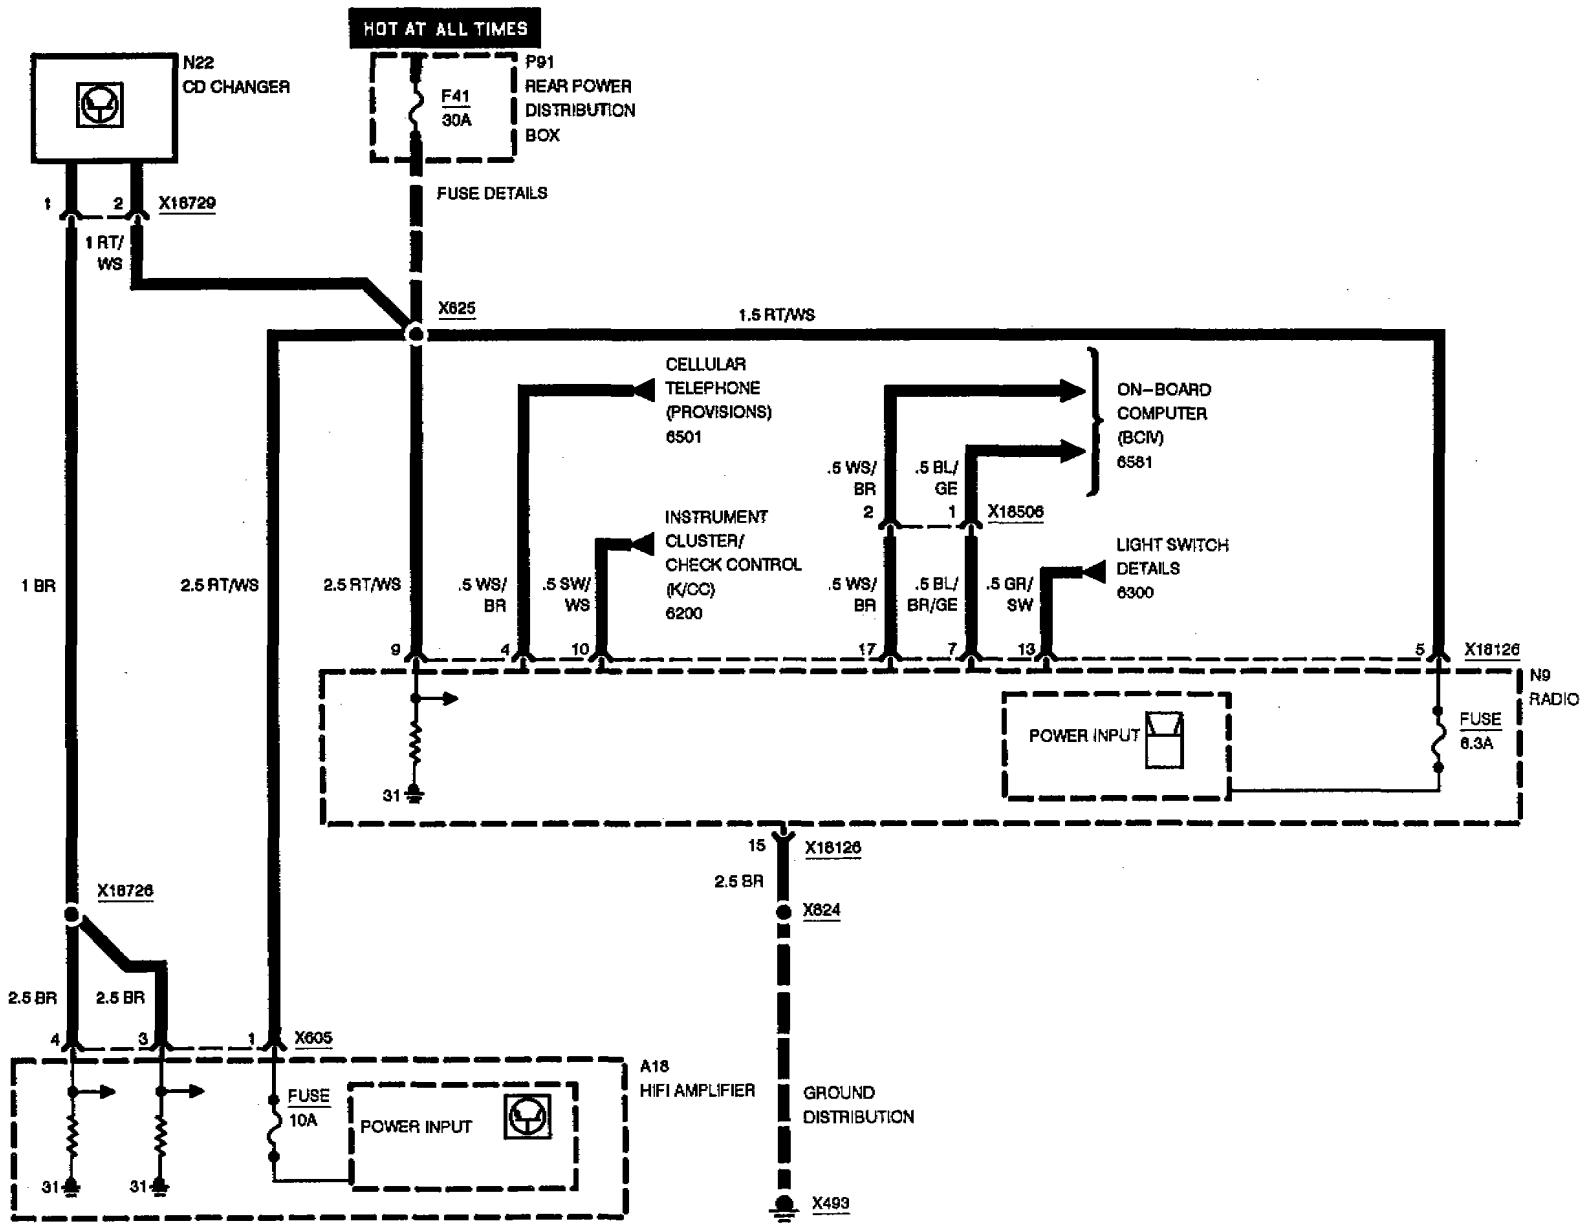 HOT AT ALL TIMES
N22
CD CHANGER
P91
REAR POWER
DISTRIBUTION
BOX
F41
30A
FUSE DETAILS
1
2
X18729
1 RT/
WS
X625
1.5 RT/WS
CELLULAR
TELEPHONE
(PROVISIONS)
6501
ON-BOARD
COMPUTER
(BCIV)
6581
.5 WS/
BR
.5 BL/
GE
2
1
X18506
INSTRUMENT
CLUSTER/
CHECK CONTROL
(K/CC)
6200
LIGHT SWITCH
DETAILS
6300
1 BR
2.5 RT/WS
2.5 RT/WS
.5 WS/
BR
.5 SW/
WS
.5 WS/
BR
.5 BL/
BR/GE
.5 GR/
SW
9
4
10
17
7
13
5
X18126
N9
RADIO
POWER INPUT
FUSE
6.3A
31
15
X18126
2.5 BR
X624
X18726
2.5 BR
2.5 BR
4
3
1
X605
A18
HIFI AMPLIFIER
FUSE
10A
POWER INPUT
31
31
GROUND
DISTRIBUTION
X493